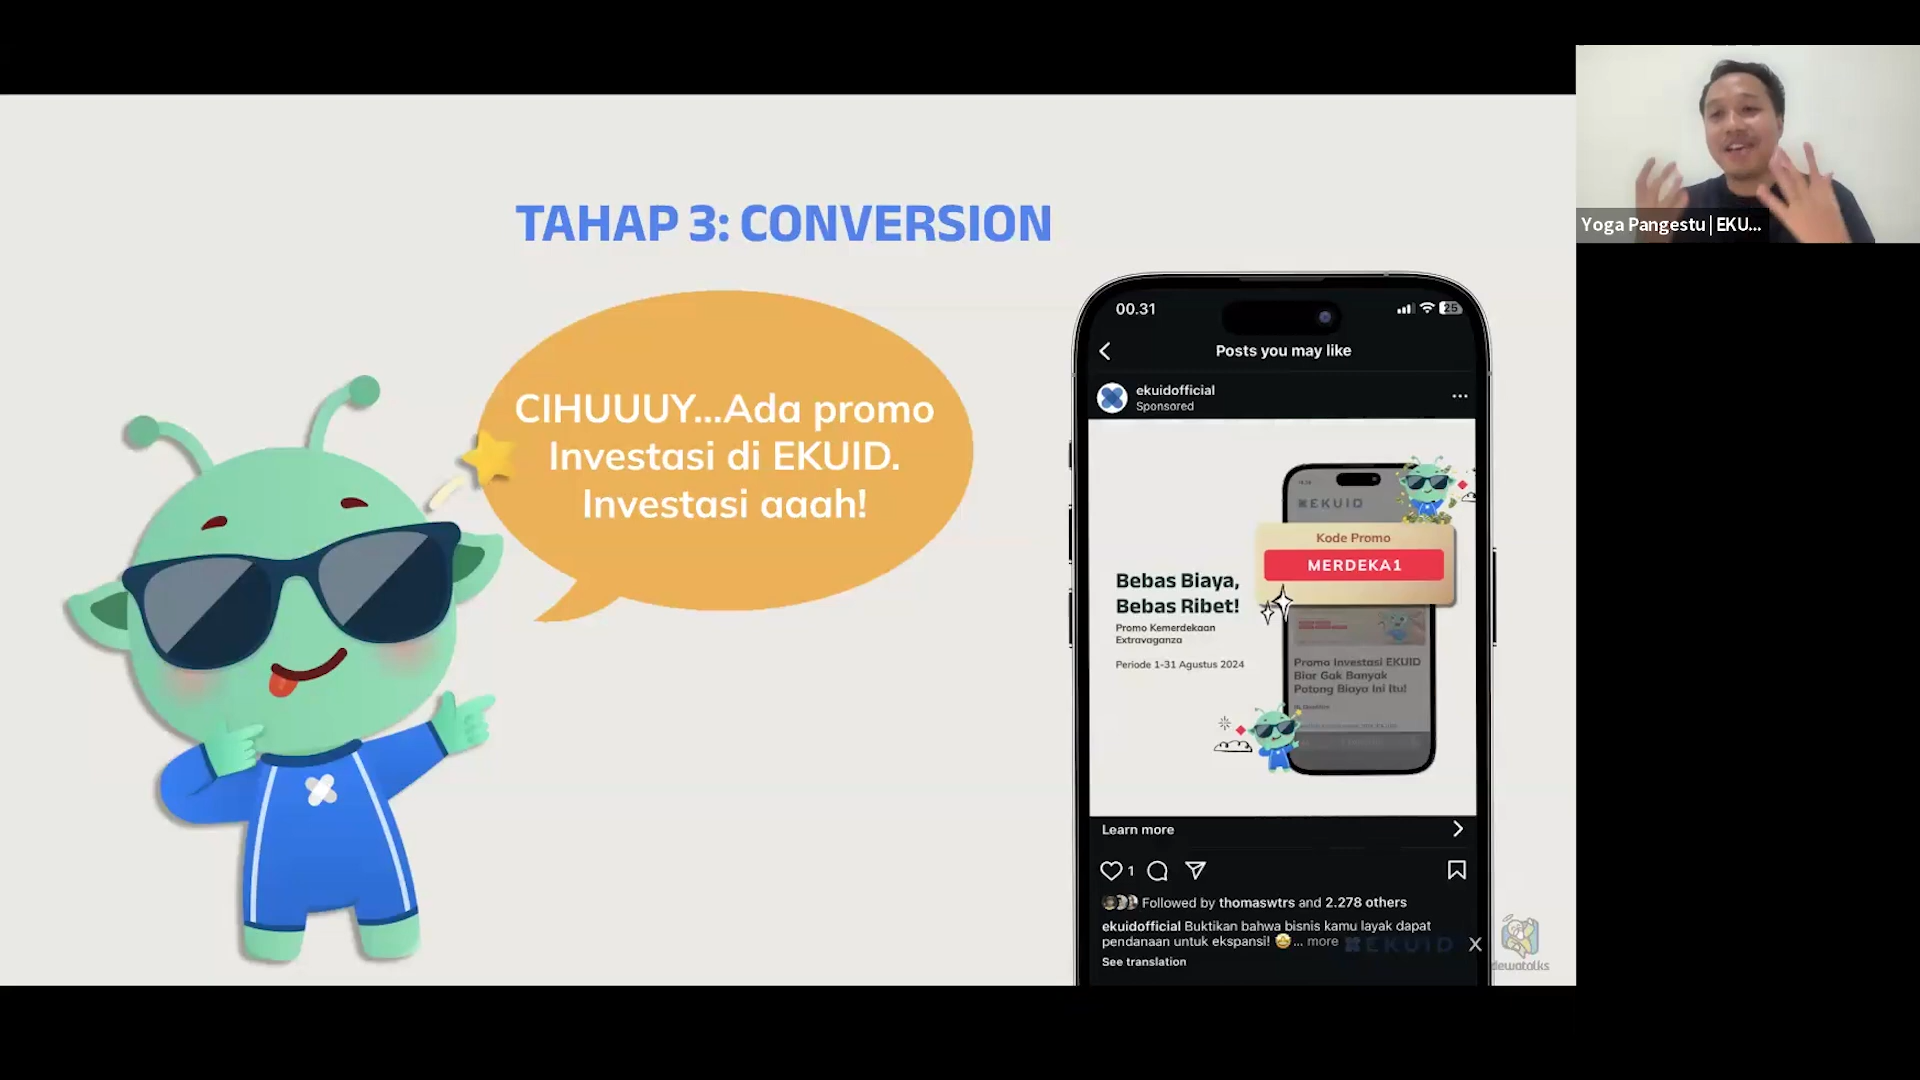 TAHAP 3: CONVERSION
CIHUUUY...Ada promo
Investasi di EKUID.
Investasi aaah!
00.31
25
Posts you may like
ekuidofficial
Sponsored
EKUID
Kode Promo
MERDEKA1
Bebas Biaya,
Bebas Ribet!
Promo Kemerdekaan
Extravaganza
Periode 1-31 Agustus 2024
Promo Investasi EKUID
Biar Gak Banyak
Potong Biaya Ini Itu!
Learn more
1
Followed by thomaswtrs and 2.278 others
ekuidofficial Buktikan bahwa bisnis kamu layak dapat
pendanaan untuk ekspansi! 🤩... more
See translation
EKUID X dewatalks
Yoga Pangestu | EKU...